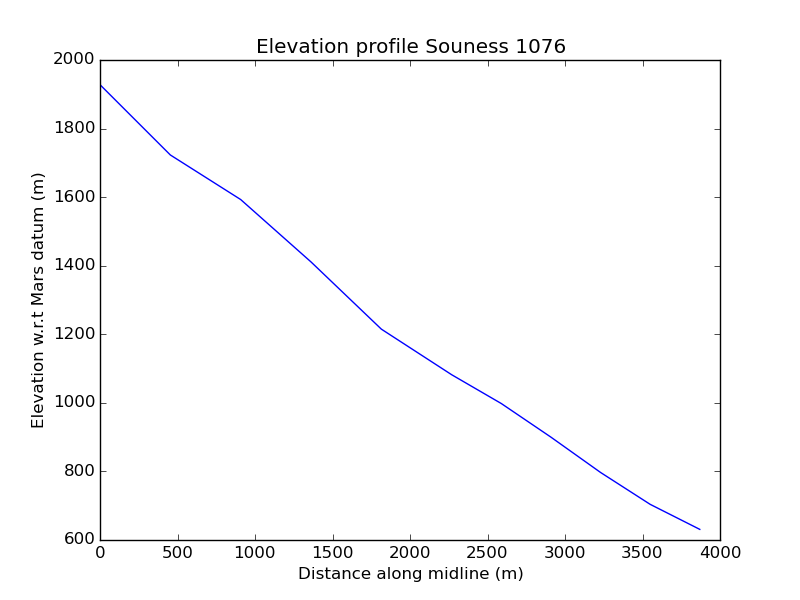 Elevation profile Souness 1076
2000
1800
1600
1400
1200
1000
800
600
Elevation w.r.t Mars datum (m)
0 500 1000 1500 2000 2500 3000 3500 4000
Distance along midline (m)